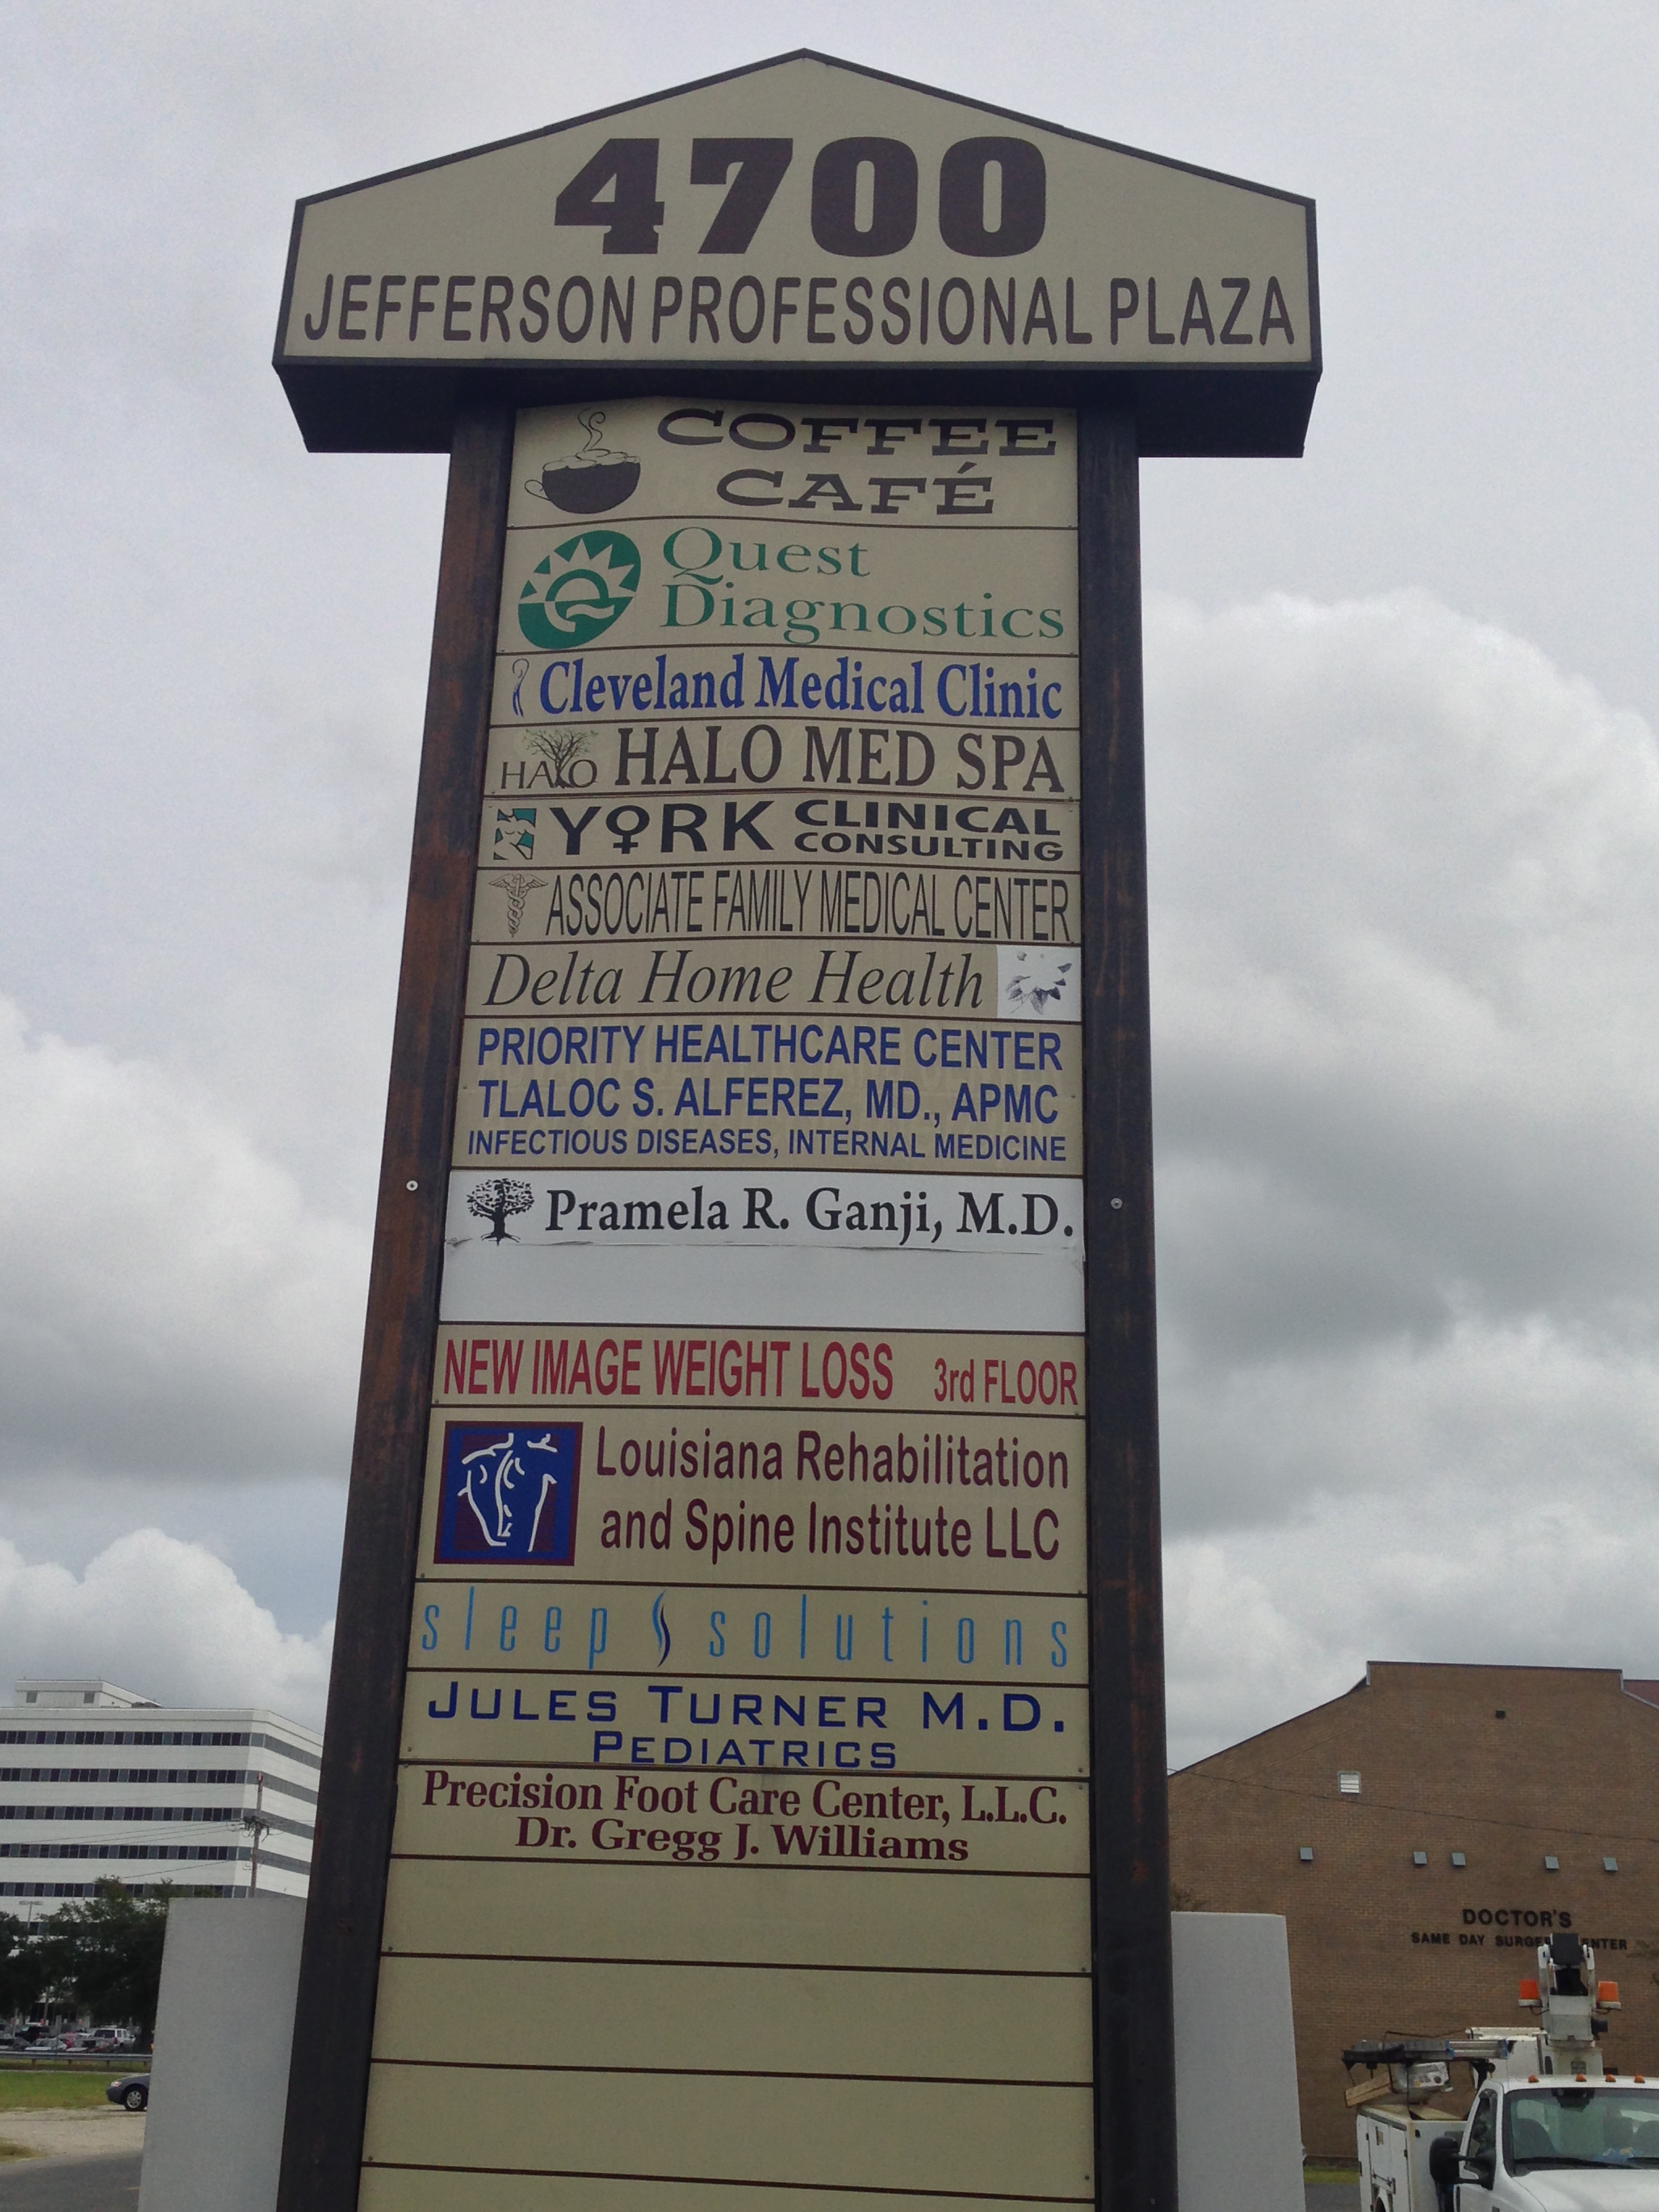 4700
JEFFERSON PROFESSIONAL PLAZA
COFFEE
CAFÉ
Quest
Diagnostics
Cleveland Medical Clinic
HALO HALO MED SPA
YORK CLINICAL
CONSULTING
ASSOCIATE FAMILY MEDICAL CENTER
Delta Home Health
PRIORITY HEALTHCARE CENTER
TLALOC S. ALFEREZ, MD., APMC
INFECTIOUS DISEASES, INTERNAL MEDICINE
Pramela R. Ganji, M.D.
NEW IMAGE WEIGHT LOSS 3rd FLOOR
Louisiana Rehabilitation
and Spine Institute LLC
sleep solutions
JULES TURNER M.D.
PEDIATRICS
Precision Foot Care Center, L.L.C.
Dr. Gregg J. Williams
DOCTOR'S
SAME DAY